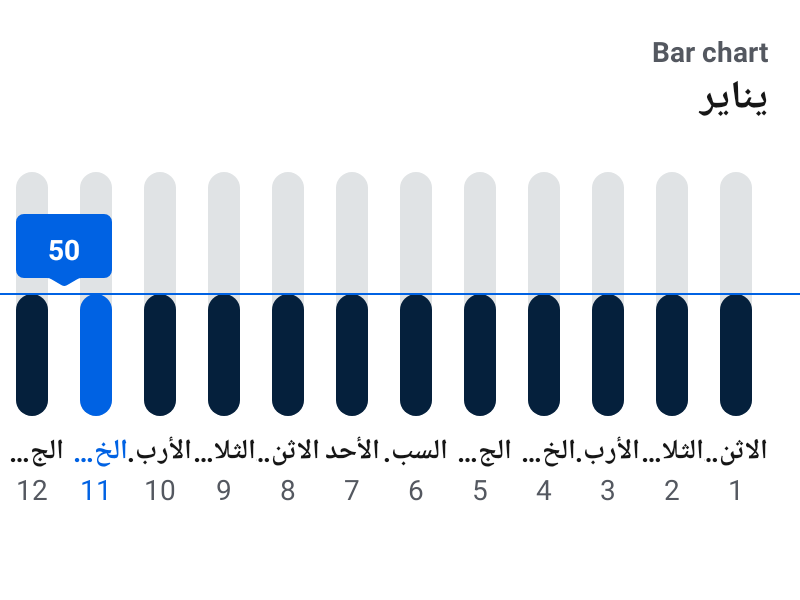 Bar chart
يناير
50
الاثن.. الثلا... الأرب. الخ... الج... السب. الأحد الاثن.. الثلا... الأرب. الخ... الج...
1 2 3 4 5 6 7 8 9 10 11 12